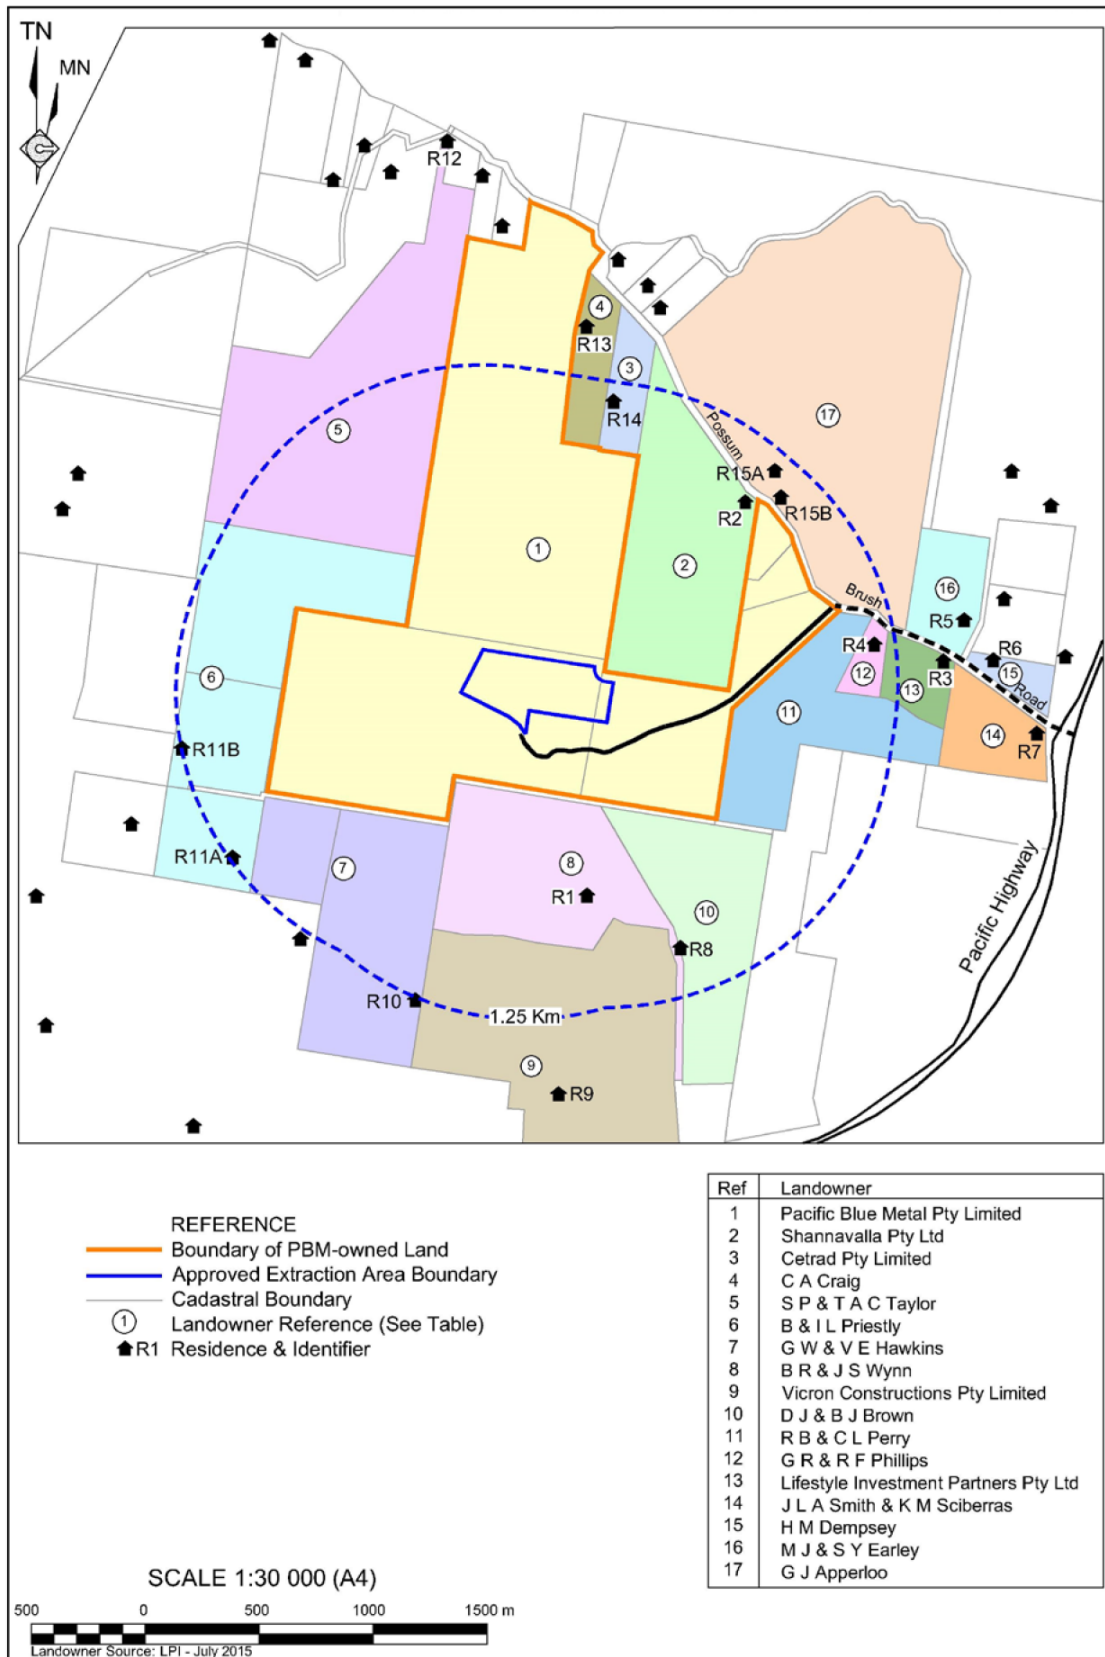 TN
MN
R12
4
R13
3
R14
5
17
Possum
R15A
R15B
R2
1
2
16
Brush
R5
R4
R6
12
13
R3
15
Road
6
11
14
R7
R11B
R11A
7
8
R1
10
R8
Pacific Highway
R10
1.25 Km
9
R9
REFERENCE
Boundary of PBM-owned Land
Approved Extraction Area Boundary
Cadastral Boundary
1 Landowner Reference (See Table)
R1 Residence & Identifier
Ref Landowner
1 Pacific Blue Metal Pty Limited
2 Shannavalla Pty Ltd
3 Cetrad Pty Limited
4 C A Craig
5 S P & T A C Taylor
6 B & I L Priestly
7 G W & V E Hawkins
8 B R & J S Wynn
9 Vicron Constructions Pty Limited
10 D J & B J Brown
11 R B & C L Perry
12 G R & R F Phillips
13 Lifestyle Investment Partners Pty Ltd
14 J L A Smith & K M Sciberras
15 H M Dempsey
16 M J & S Y Earley
17 G J Apperloo
SCALE 1:30 000 (A4)
500 0 500 1000 1500 m
Landowner Source: LPI - July 2015